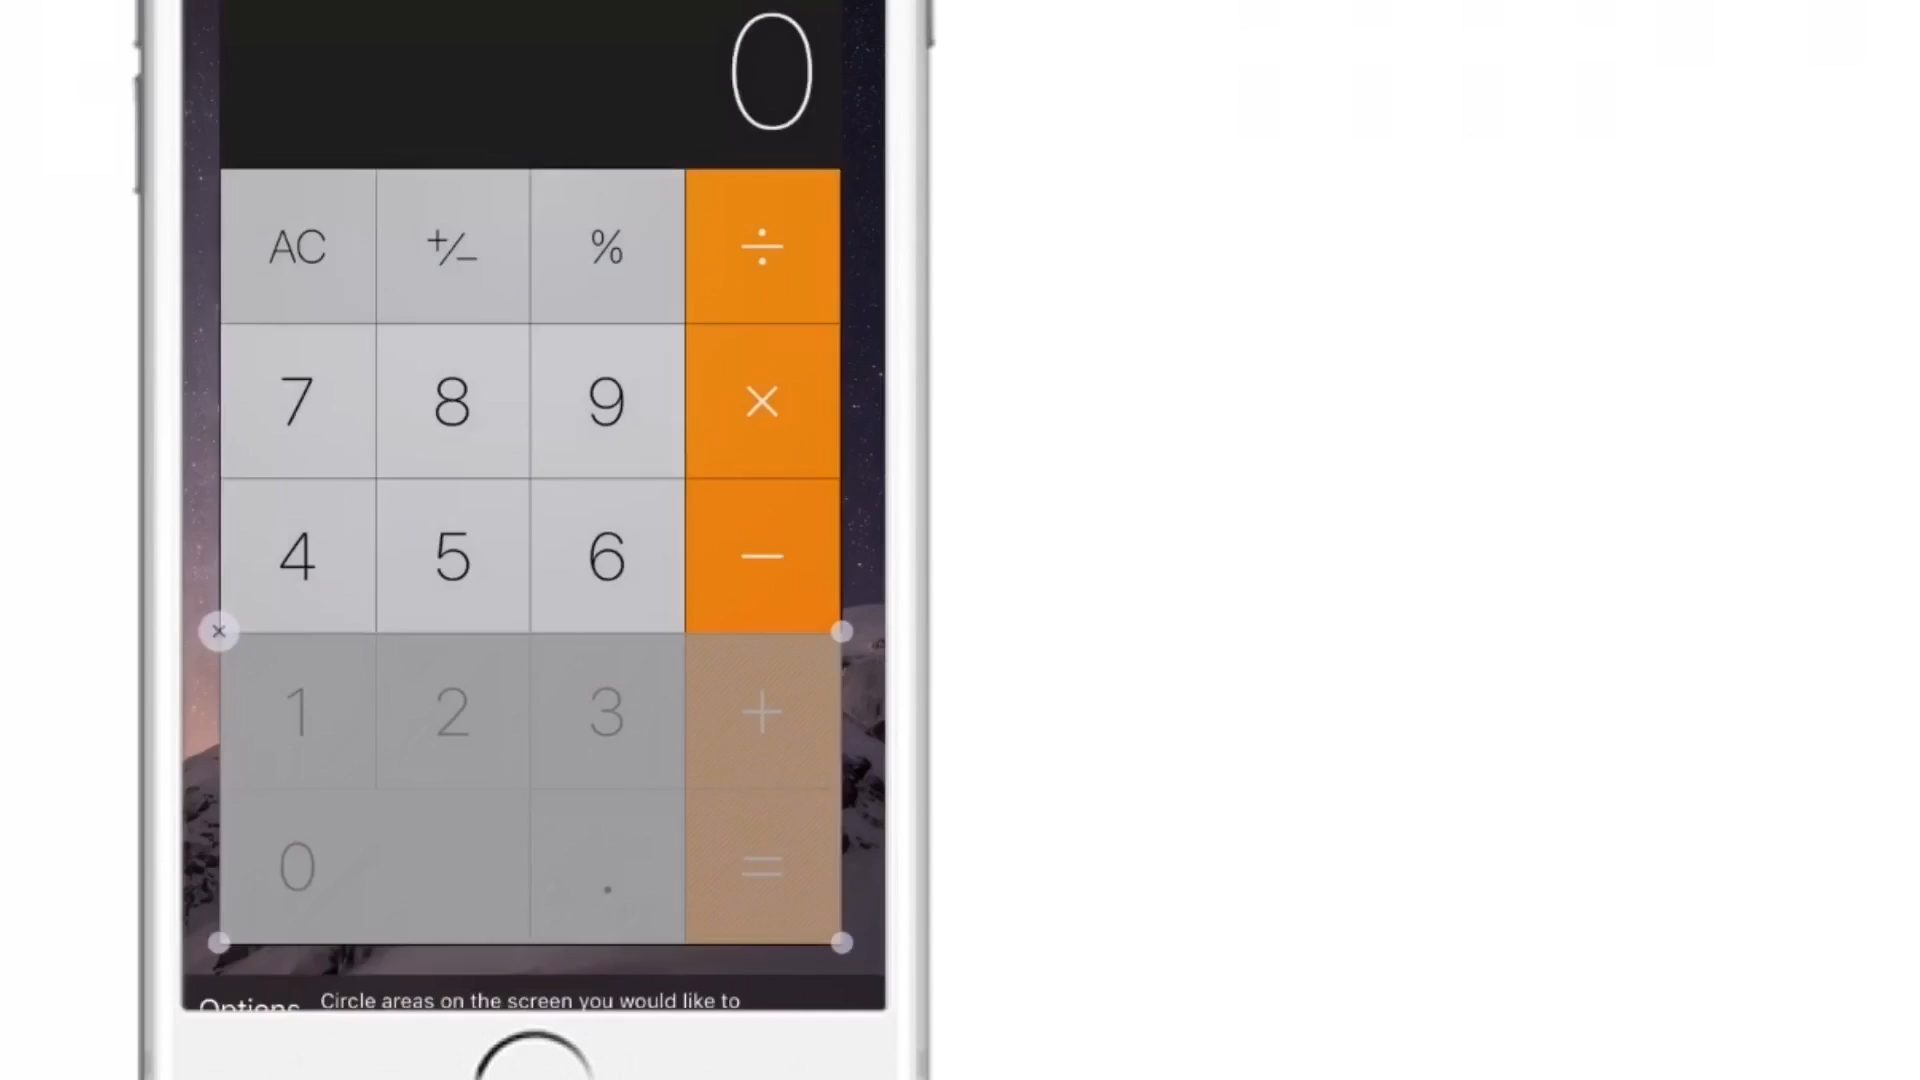 0
AC +/− % ÷
7 8 9 ×
4 5 6 −
1 2 3 +
0 . =
Options Circle areas on the screen you would like to